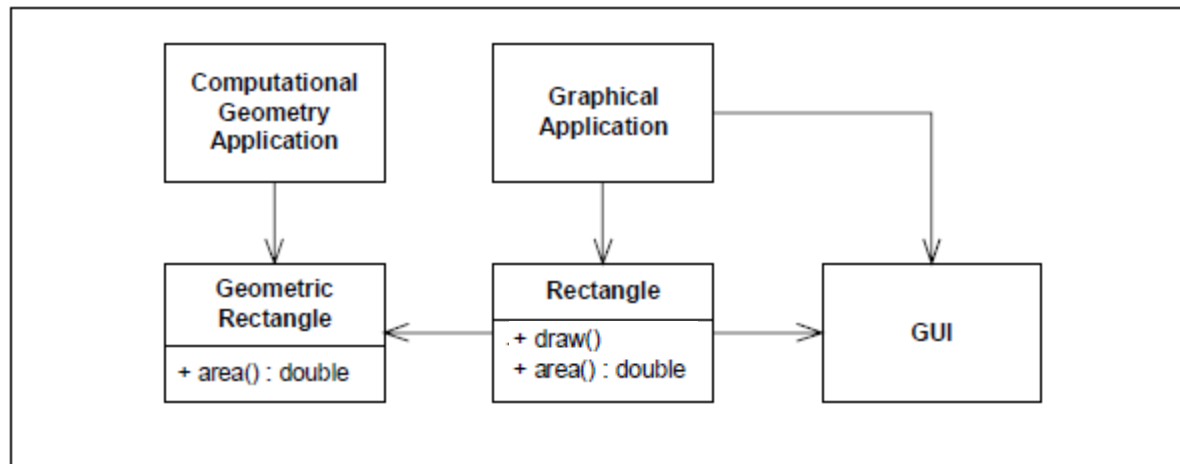 Computational
Geometry
Application
Graphical
Application
Geometric
Rectangle
+ area() : double
Rectangle
+ draw()
+ area() : double
GUI